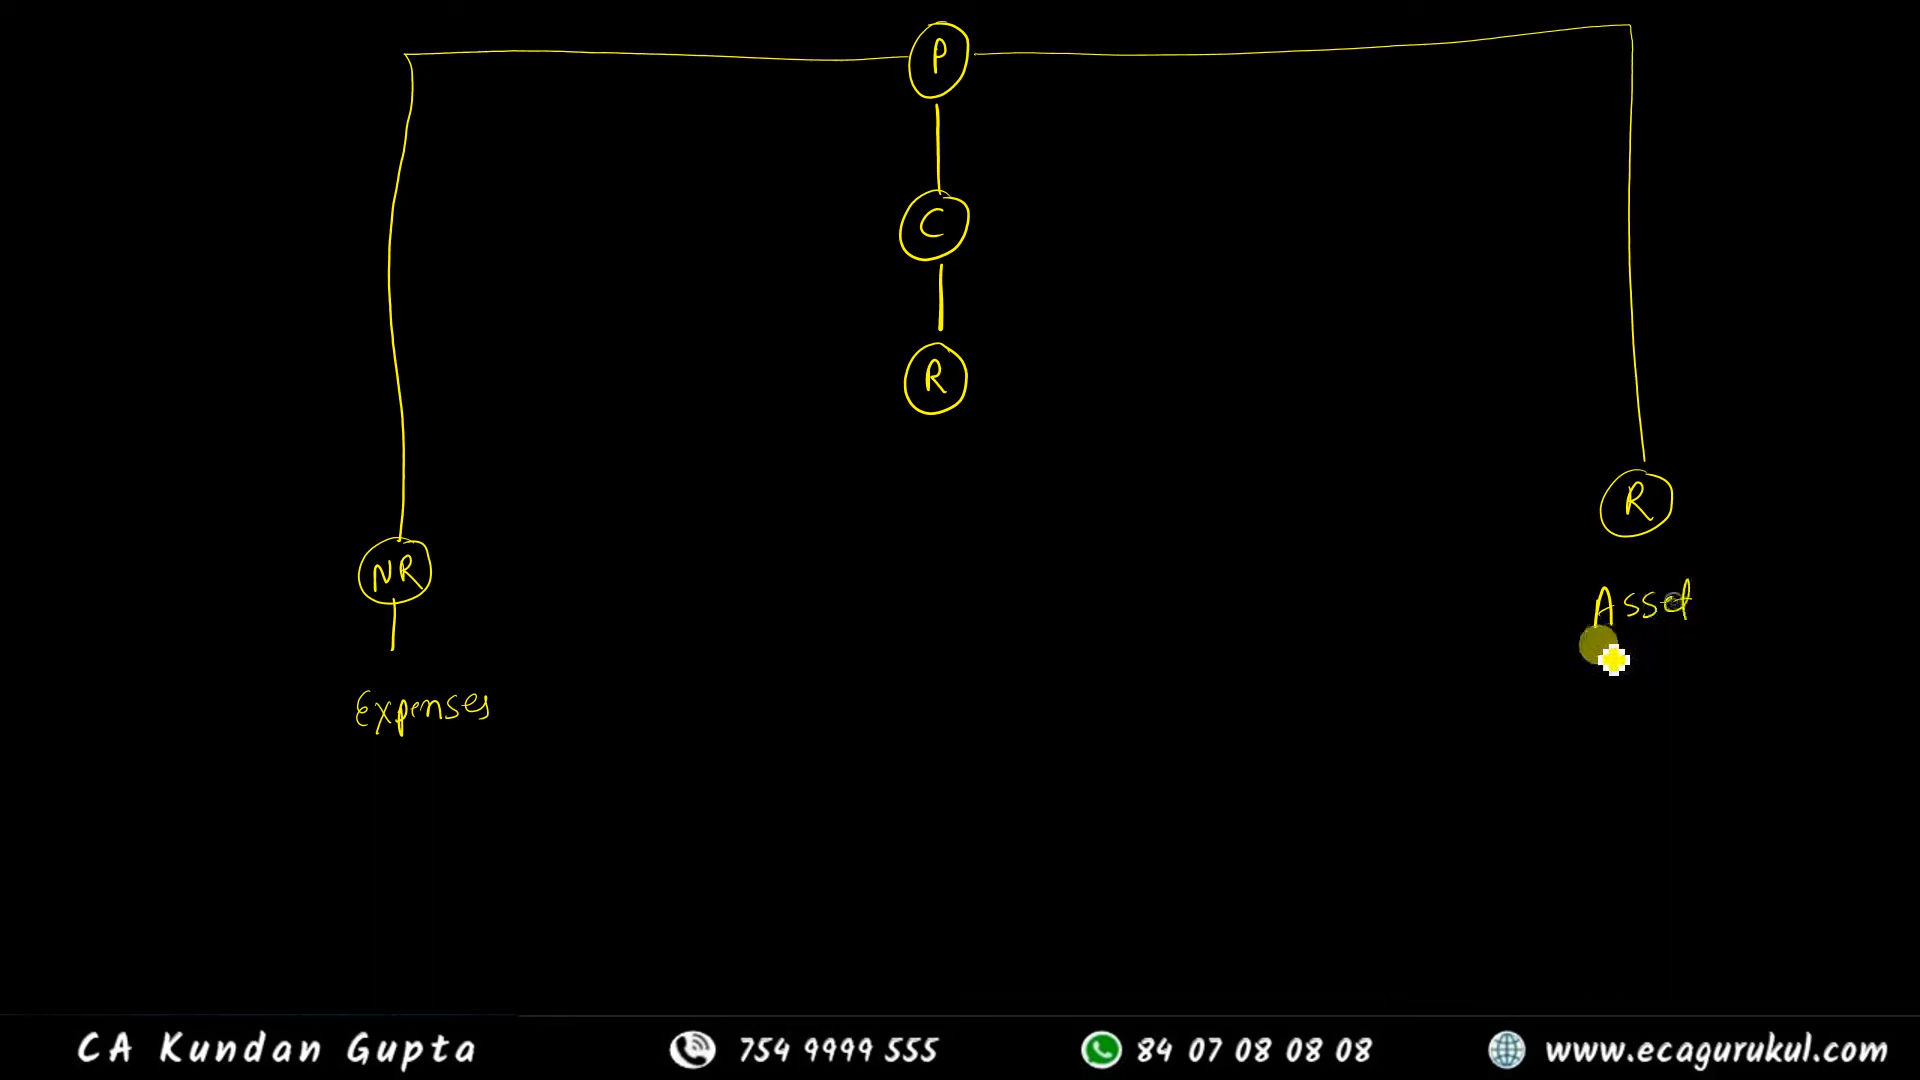 P
C
R
R
NR
Asset
Expenses
CA Kundan Gupta
754 9999 555
84 07 08 08 08
www.ecagurukul.com